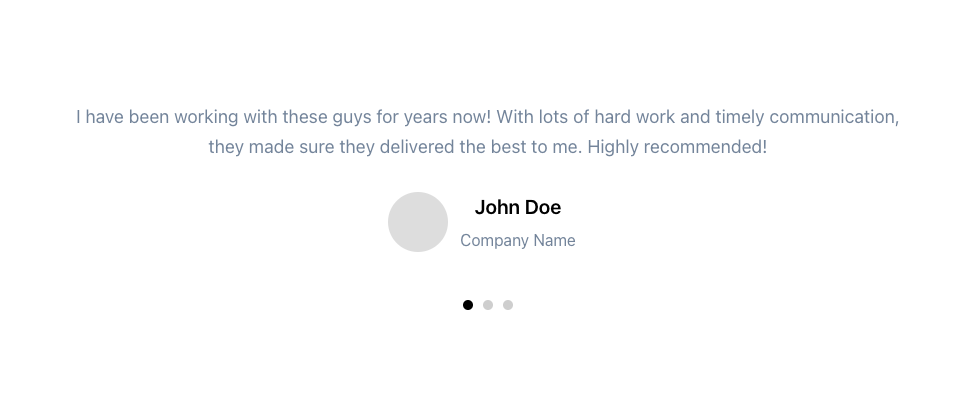 I have been working with these guys for years now! With lots of hard work and timely communication,
they made sure they delivered the best to me. Highly recommended!
John Doe
Company Name